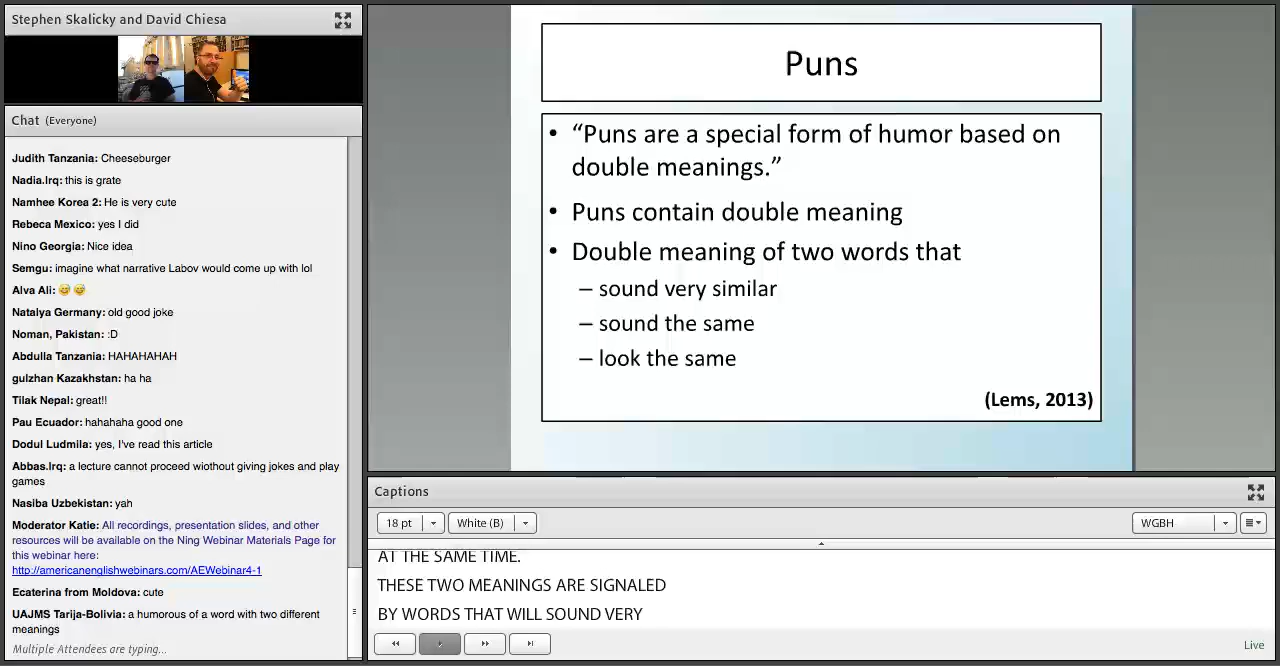 Stephen Skalicky and David Chiesa
Chat (Everyone)
Judith Tanzania: Cheeseburger
Nadia.Irq: this is grate
Namhee Korea 2: He is very cute
Rebeca Mexico: yes I did
Nino Georgia: Nice idea
Semgu: imagine what narrative Labov would come up with lol
Alva Ali: 😅 😅
Natalya Germany: old good joke
Noman, Pakistan: :D
Abdulla Tanzania: HAHAHAHAH
gulzhan Kazakhstan: ha ha
Tilak Nepal: great!!
Pau Ecuador: hahahaha good one
Dodul Ludmila: yes, I've read this article
Abbas.Irq: a lecture cannot proceed wiothout giving jokes and play
games
Nasiba Uzbekistan: yah
Moderator Katie: All recordings, presentation slides, and other
resources will be available on the Ning Webinar Materials Page for
this webinar here:
http://americanenglishwebinars.com/AEWebinar4-1
Ecaterina from Moldova: cute
UAJMS Tarija-Bolivia: a humorous of a word with two different
meanings
Multiple Attendees are typing...
Puns
• “Puns are a special form of humor based on
double meanings.”
• Puns contain double meaning
• Double meaning of two words that
– sound very similar
– sound the same
– look the same
(Lems, 2013)
Captions
18 pt White (B) WGBH
AT THE SAME TIME.
THESE TWO MEANINGS ARE SIGNALED
BY WORDS THAT WILL SOUND VERY
Live